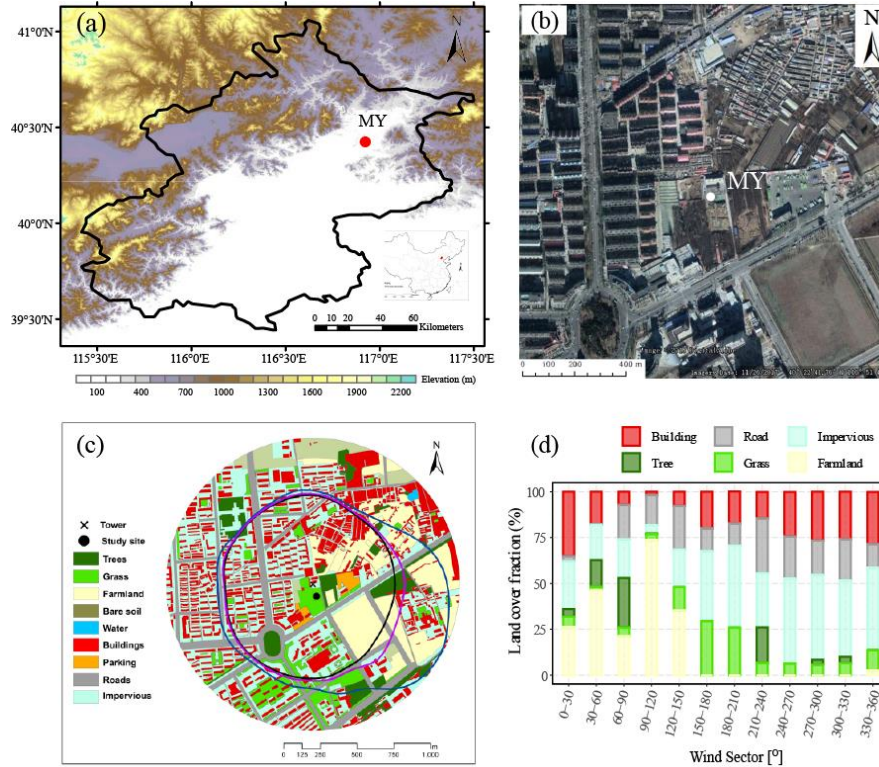 (a)
N
41°0'N
40°30'N
40°0'N
39°30'N
MY
0 10 20 40 60
Kilometers
115°30'E 116°0'E 116°30'E 117°0'E 117°30'E
Elevation (m)
100 400 700 1000 1300 1600 1900 2200
(b)
N
MY
0 100 200 400 m
(c)
N
Tower
Study site
Trees
Grass
Farmland
Bare soil
Water
Buildings
Parking
Roads
Impervious
0 125 250 500 750 1.000
m
(d)
Building Road Impervious
Tree Grass Farmland
Land cover fraction (%)
100
75
50
25
0
0–30 30–60 60–90 90–120 120–150 150–180 180–210 210–240 240–270 270–300 300–330 330–360
Wind Sector [°]